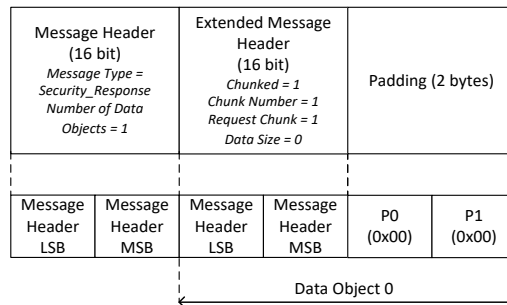 Message Header
(16 bit)
Message Type =
Security_Response
Number of Data
Objects = 1
Extended Message
Header
(16 bit)
Chunked = 1
Chunk Number = 1
Request Chunk = 1
Data Size = 0
Padding (2 bytes)
Message
Header
LSB
Message
Header
MSB
Message
Header
LSB
Message
Header
MSB
P0
(0x00)
P1
(0x00)
Data Object 0